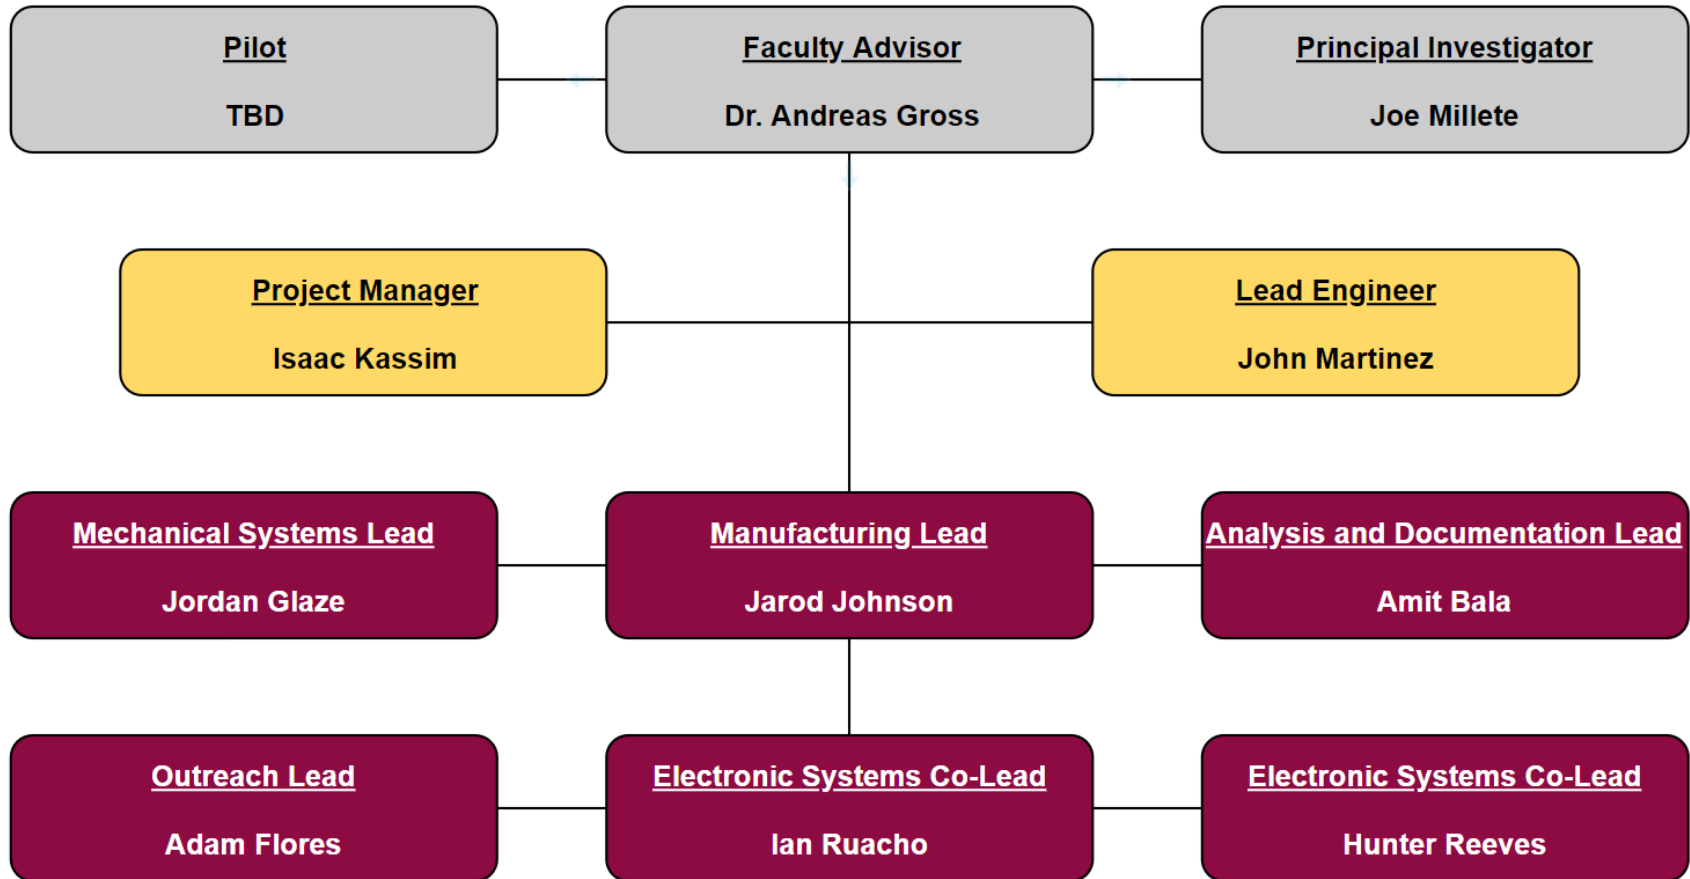 Pilot
TBD
Faculty Advisor
Dr. Andreas Gross
Principal Investigator
Joe Millete
Project Manager
Isaac Kassim
Lead Engineer
John Martinez
Mechanical Systems Lead
Jordan Glaze
Manufacturing Lead
Jarod Johnson
Analysis and Documentation Lead
Amit Bala
Outreach Lead
Adam Flores
Electronic Systems Co-Lead
Ian Ruacho
Electronic Systems Co-Lead
Hunter Reeves